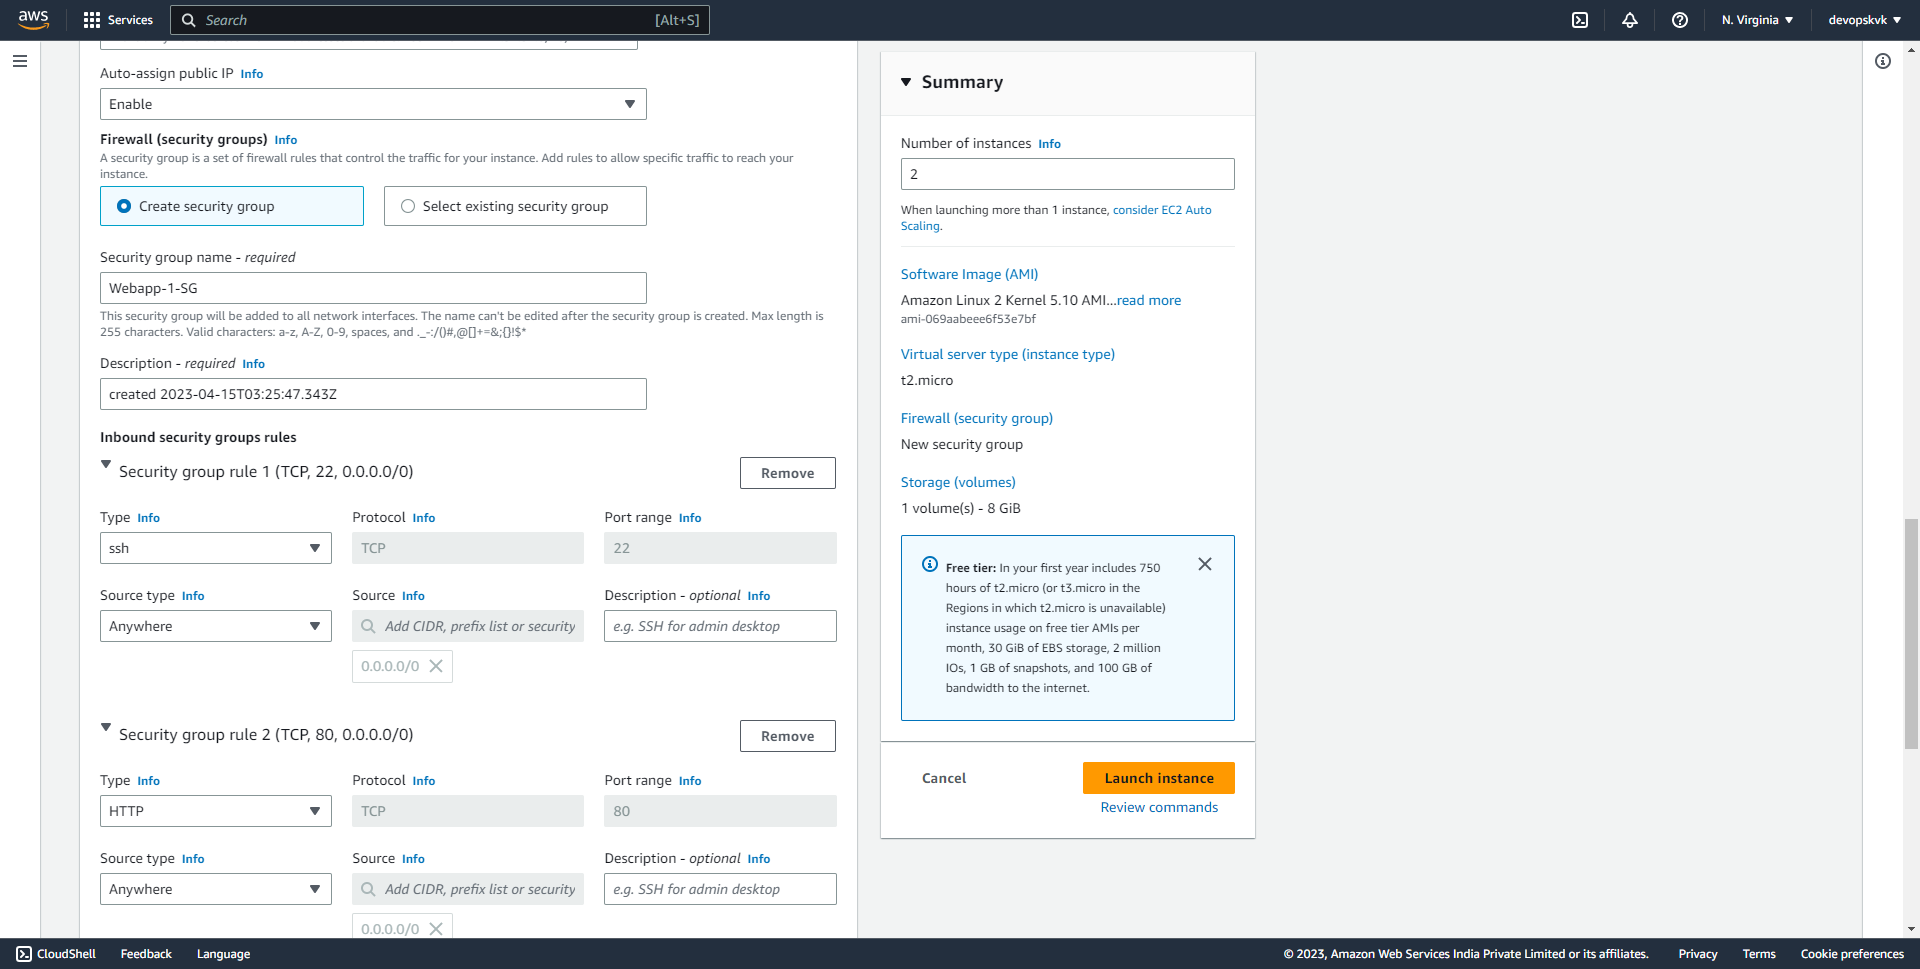 aws
Services
Search
[Alt+S]
N. Virginia
devopskvk
Auto-assign public IP Info
Enable
Firewall (security groups) Info
A security group is a set of firewall rules that control the traffic for your instance. Add rules to allow specific traffic to reach your
instance.
Create security group
Select existing security group
Security group name - required
Webapp-1-SG
This security group will be added to all network interfaces. The name can't be edited after the security group is created. Max length is
255 characters. Valid characters: a-z, A-Z, 0-9, spaces, and ._-:/()#,@[]+=&;{}!$*
Description - required Info
created 2023-04-15T03:25:47.343Z
Inbound security groups rules
Security group rule 1 (TCP, 22, 0.0.0.0/0)
Remove
Type Info
Protocol Info
Port range Info
ssh
TCP
22
Source type Info
Source Info
Description - optional Info
Anywhere
Add CIDR, prefix list or security
e.g. SSH for admin desktop
0.0.0.0/0
Security group rule 2 (TCP, 80, 0.0.0.0/0)
Remove
Type Info
Protocol Info
Port range Info
HTTP
TCP
80
Source type Info
Source Info
Description - optional Info
Anywhere
Add CIDR, prefix list or security
e.g. SSH for admin desktop
0.0.0.0/0
Summary
Number of instances Info
2
When launching more than 1 instance, consider EC2 Auto
Scaling.
Software Image (AMI)
Amazon Linux 2 Kernel 5.10 AMI...read more
ami-069aabeee6f53e7bf
Virtual server type (instance type)
t2.micro
Firewall (security group)
New security group
Storage (volumes)
1 volume(s) - 8 GiB
Free tier: In your first year includes 750
hours of t2.micro (or t3.micro in the
Regions in which t2.micro is unavailable)
instance usage on free tier AMIs per
month, 30 GiB of EBS storage, 2 million
IOs, 1 GB of snapshots, and 100 GB of
bandwidth to the internet.
Cancel
Launch instance
Review commands
CloudShell
Feedback
Language
© 2023, Amazon Web Services India Private Limited or its affiliates.
Privacy
Terms
Cookie preferences